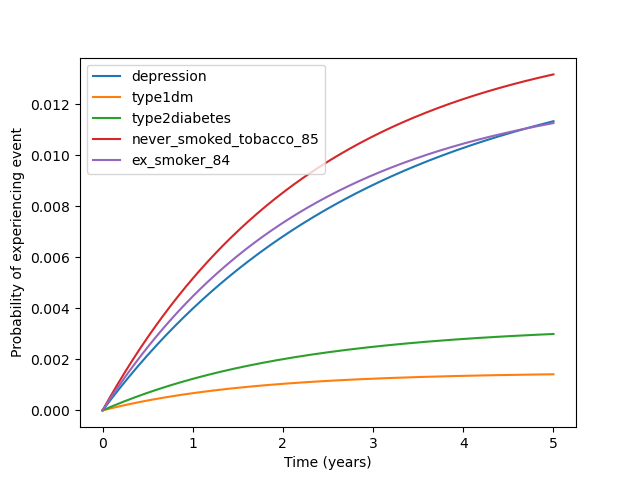 depression
type1dm
type2diabetes
never_smoked_tobacco_85
ex_smoker_84
0.012
0.010
0.008
0.006
0.004
0.002
0.000
Probability of experiencing event
0 1 2 3 4 5
Time (years)